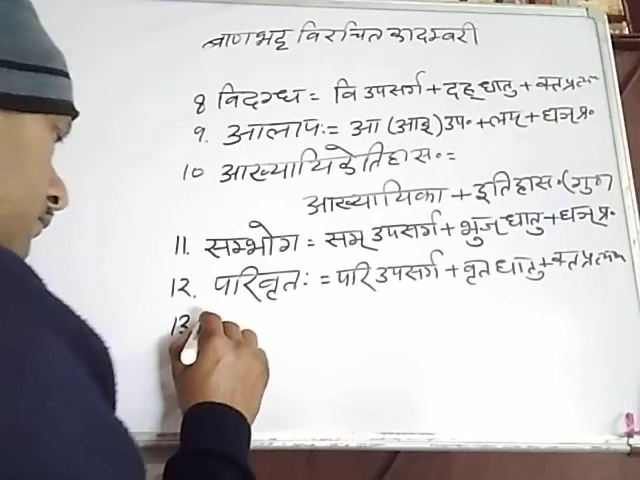 बाणभट्ट विरचित कादम्बरी
8 विदग्ध = वि उपसर्ग + दह् धातु + क्त प्रत्यय
9. आलापः = आ (आङ्) उप॰ + लप् + घञ् प्र॰
10 आख्यायिकेतिहास॰ =
आख्यायिका + इतिहास॰ (गुण)
11. सम्भोग = सम् उपसर्ग + भुज् धातु + घञ् प्र॰
12. परिवृतः = परि उपसर्ग + वृत धातु + क्त प्रत्यय
13